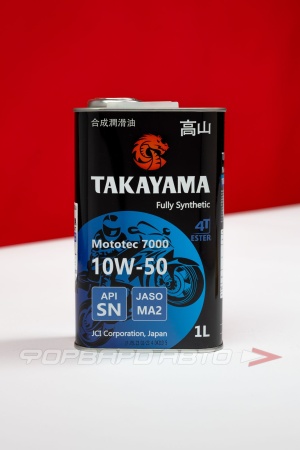 合成潤滑油
高山
TAKAYAMA
Fully Synthetic
4T
ESTER
Mototec 7000
10W-50
API
SN
JASO
MA2
JCI Corporation, Japan
1L
ФОРВАРД АВТО